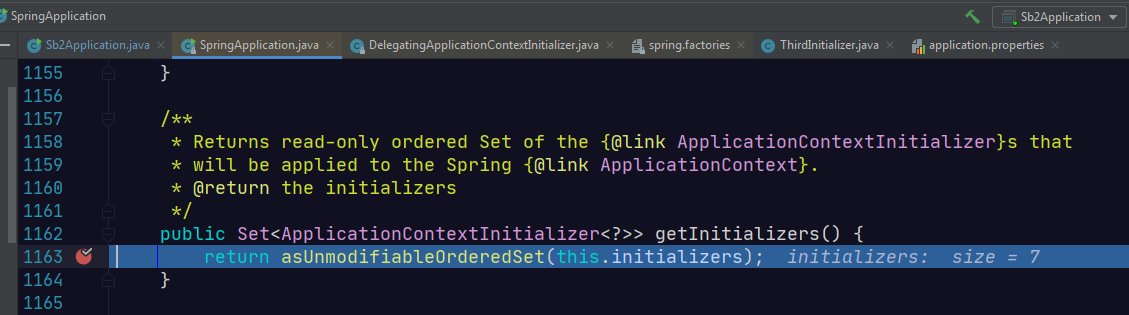 SpringApplication
Sb2Application
Sb2Application.java × SpringApplication.java × DelegatingApplicationContextInitializer.java × spring.factories × ThirdInitializer.java × application.properties ×
1155 }
1156
1157 /**
1158 * Returns read-only ordered Set of the {@link ApplicationContextInitializer}s that
1159 * will be applied to the Spring {@link ApplicationContext}.
1160 * @return the initializers
1161 */
1162 public Set<ApplicationContextInitializer<?>> getInitializers() {
1163 return asUnmodifiableOrderedSet(this.initializers); initializers: size = 7
1164 }
1165